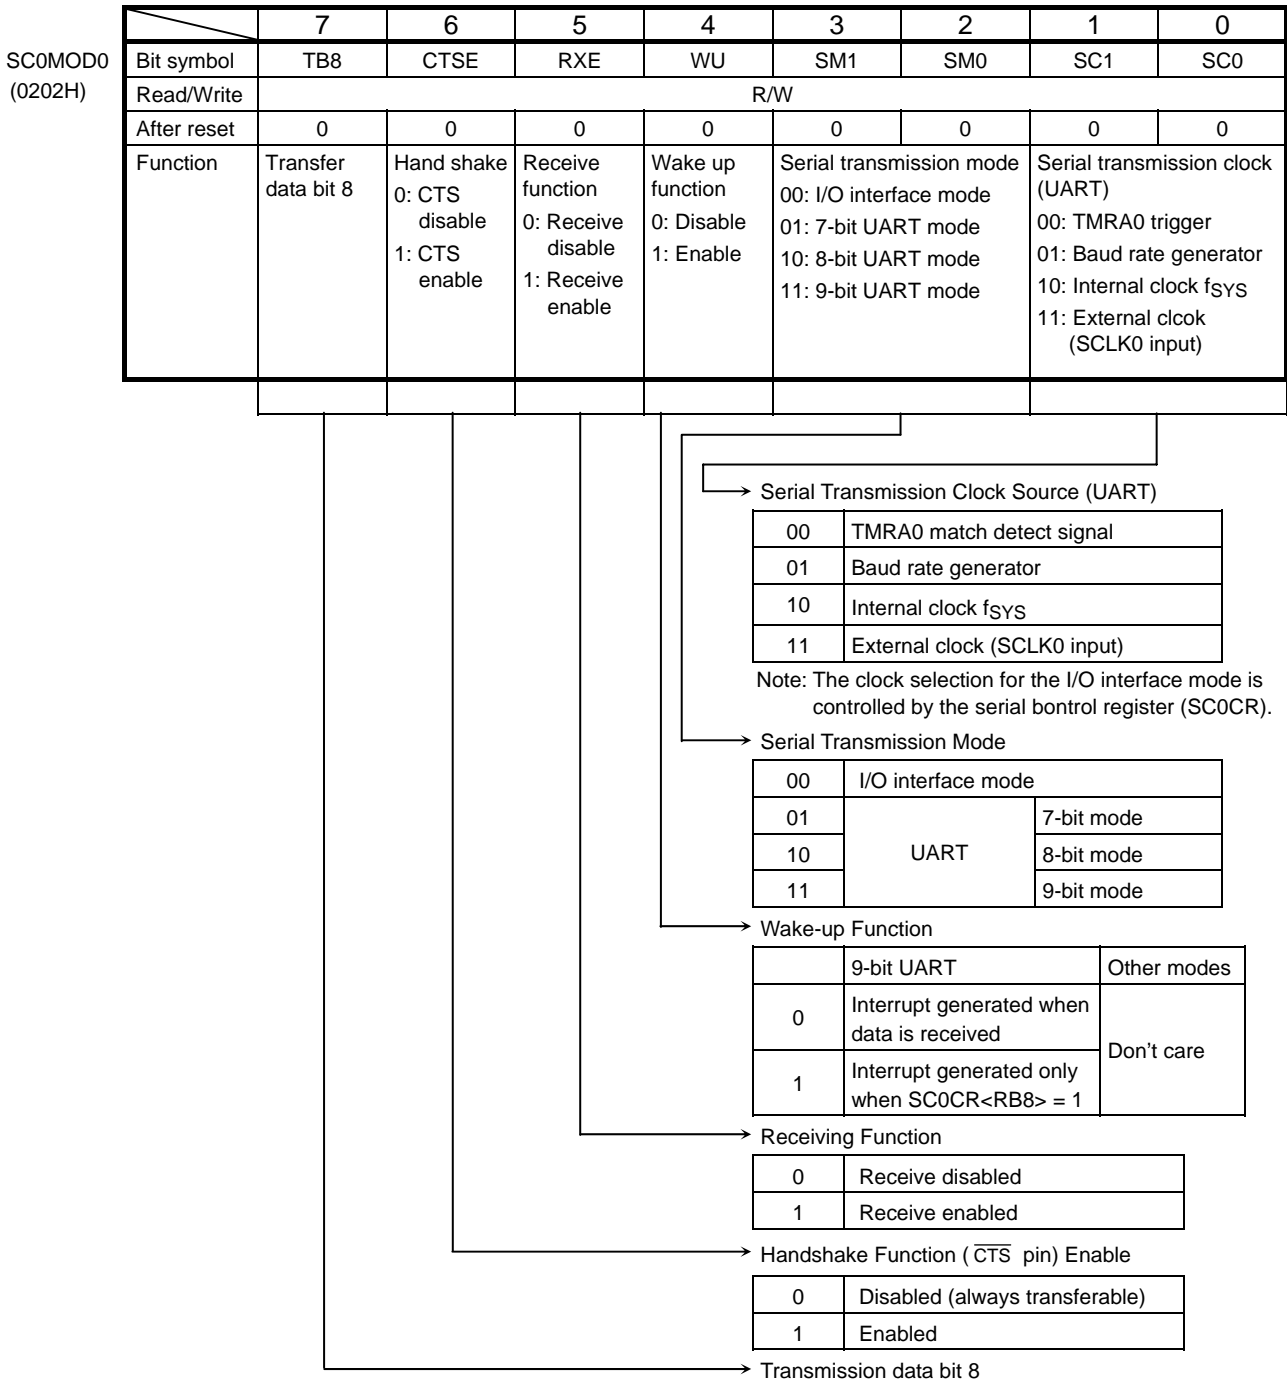 7 6 5 4 3 2 1 0
SC0MOD0 Bit symbol TB8 CTSE RXE WU SM1 SM0 SC1 SC0
(0202H) Read/Write R/W
After reset 0 0 0 0 0 0 0 0
Function
Transfer
data bit 8
Hand shake
0: CTS
disable
1: CTS
enable
Receive
function
0: Receive
disable
1: Receive
enable
Wake up
function
0: Disable
1: Enable
Serial transmission mode
00: I/O interface mode
01: 7-bit UART mode
10: 8-bit UART mode
11: 9-bit UART mode
Serial transmission clock
(UART)
00: TMRA0 trigger
01: Baud rate generator
10: Internal clock fSYS
11: External clcok
(SCLK0 input)
Serial Transmission Clock Source (UART)
00 TMRA0 match detect signal
01 Baud rate generator
10 Internal clock fSYS
11 External clock (SCLK0 input)
Note: The clock selection for the I/O interface mode is
controlled by the serial bontrol register (SC0CR).
Serial Transmission Mode
00 I/O interface mode
01 7-bit mode
10 UART 8-bit mode
11 9-bit mode
Wake-up Function
9-bit UART Other modes
0 Interrupt generated when
data is received
Don't care
1 Interrupt generated only
when SC0CR<RB8> = 1
Receiving Function
0 Receive disabled
1 Receive enabled
Handshake Function ( C̅T̅S̅ pin) Enable
0 Disabled (always transferable)
1 Enabled
Transmission data bit 8